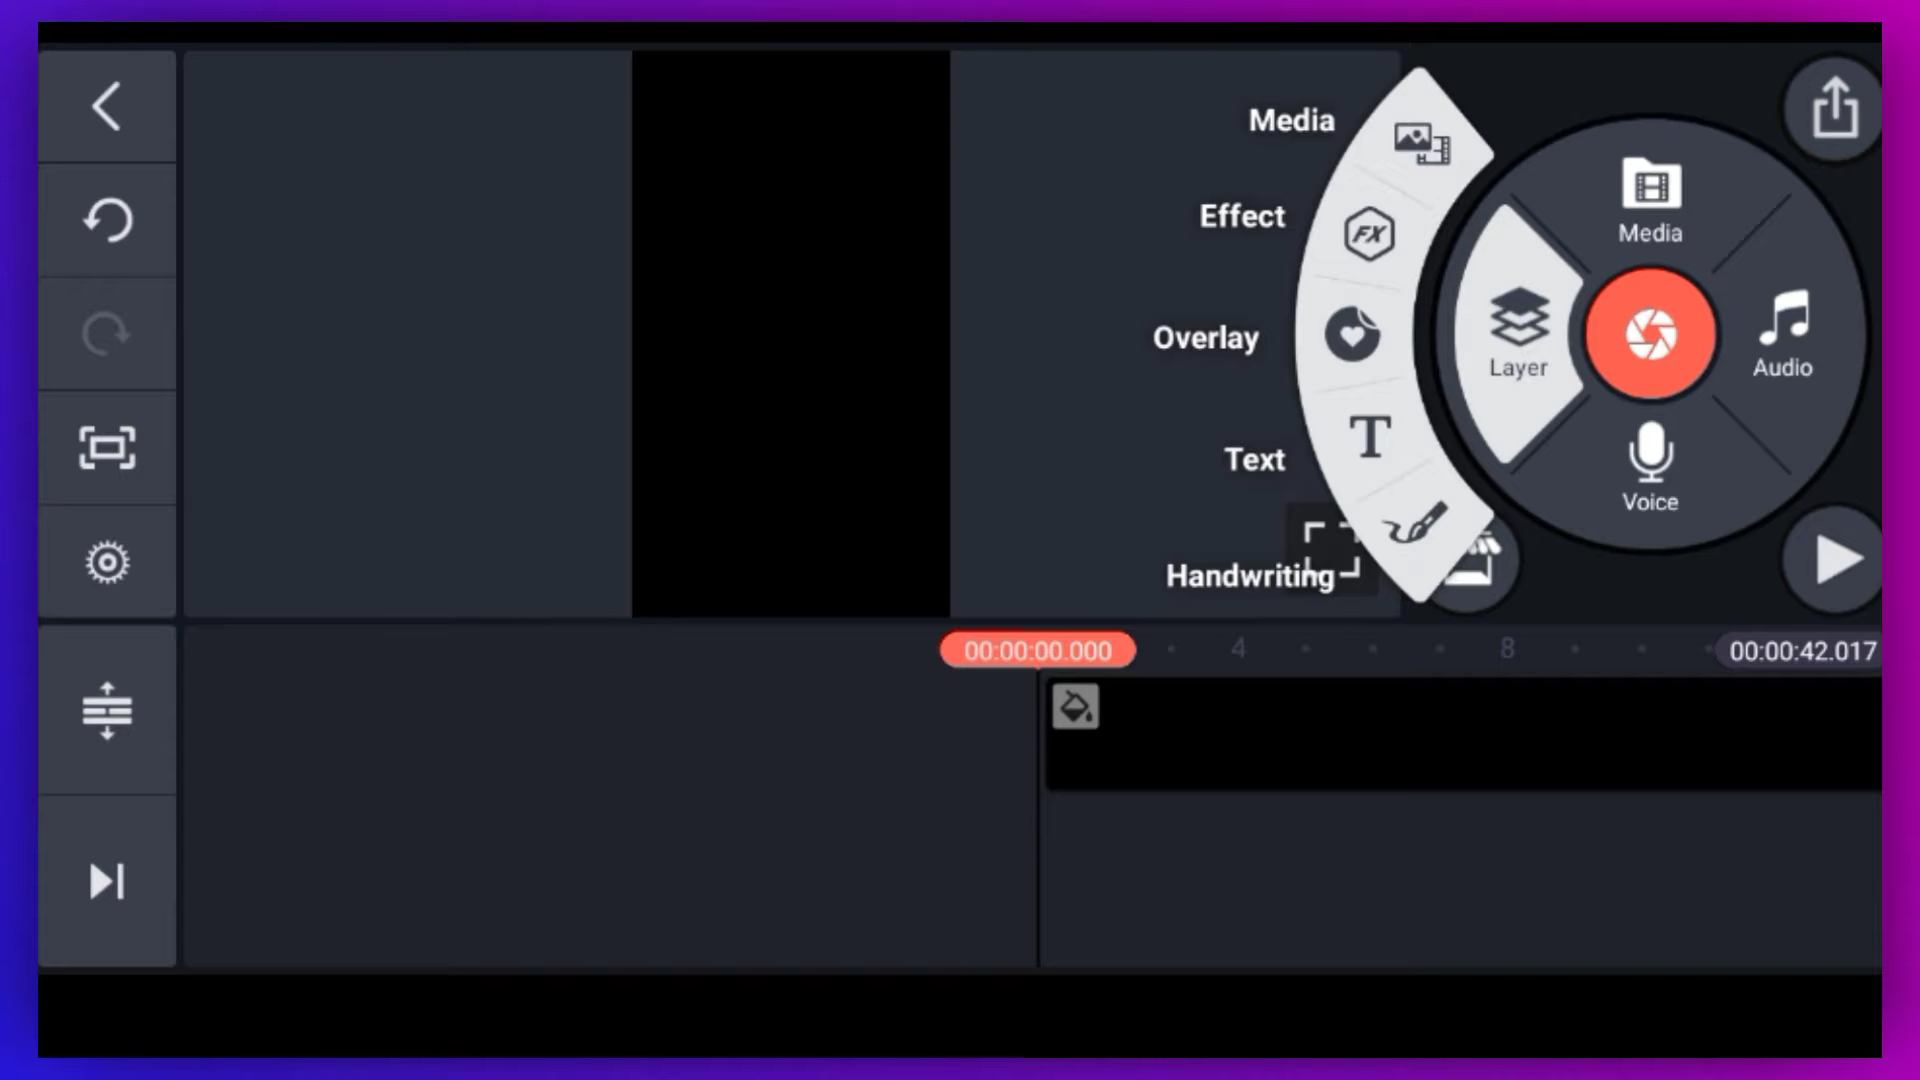 Media
Effect
FX
Overlay
Text
T
Handwriting
Media
Layer
Audio
Voice
00:00:00.000
4
8
00:00:42.017